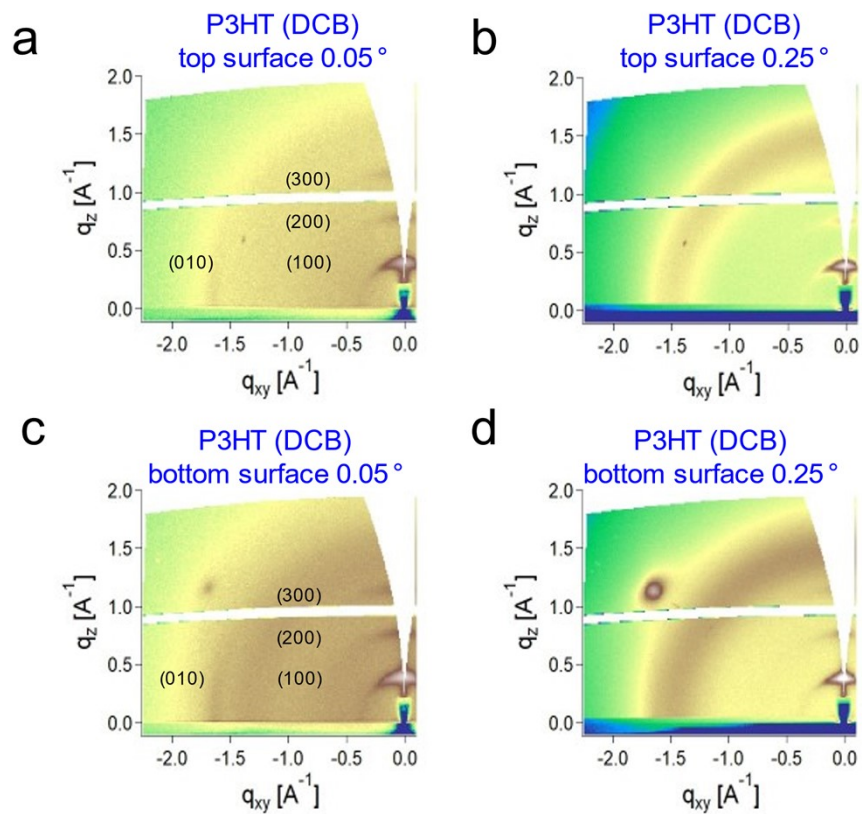 a
P3HT (DCB)
top surface 0.05°
2.0
1.5
1.0
0.5
0.0
q_z [A^-1]
(300)
(200)
(010) (100)
-2.0 -1.5 -1.0 -0.5 0.0
q_xy [A^-1]
b
P3HT (DCB)
top surface 0.25°
2.0
1.5
1.0
0.5
0.0
q_z [A^-1]
-2.0 -1.5 -1.0 -0.5 0.0
q_xy [A^-1]
c
P3HT (DCB)
bottom surface 0.05°
2.0
1.5
1.0
0.5
0.0
q_z [A^-1]
(300)
(200)
(010) (100)
-2.0 -1.5 -1.0 -0.5 0.0
q_xy [A^-1]
d
P3HT (DCB)
bottom surface 0.25°
2.0
1.5
1.0
0.5
0.0
q_z [A^-1]
-2.0 -1.5 -1.0 -0.5 0.0
q_xy [A^-1]